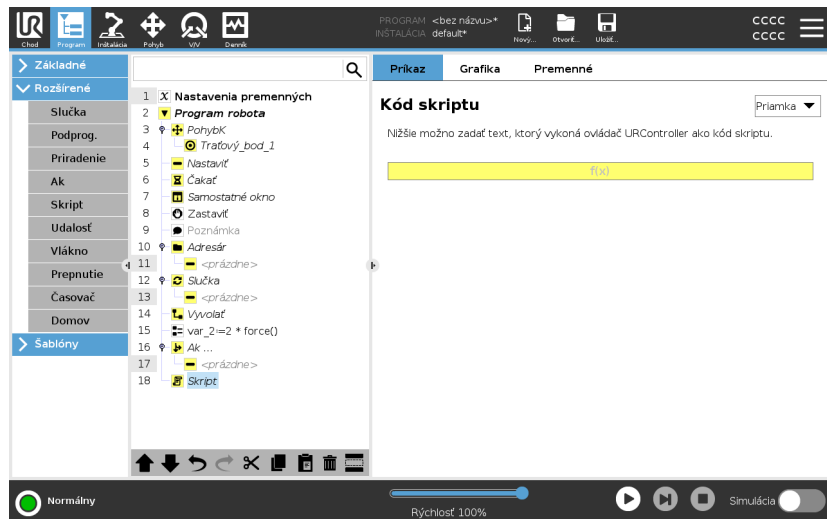 PROGRAM <bez názvu>*
INŠTALÁCIA default*
cccc
cccc
Chod Program Inštalácia Pohyb V/V Denník Nový... Otvoriť... Uložiť...
Základné
Rozšírené
Slučka
Podprog.
Priradenie
Ak
Skript
Udalosť
Vlákno
Prepnutie
Časovač
Domov
Šablóny
1 X Nastavenia premenných
2 Program robota
3 PohybK
4 Traťový_bod_1
5 Nastaviť
6 Čakať
7 Samostatné okno
8 Zastaviť
9 Poznámka
10 Adresár
11 <prázdne>
12 Slučka
13 <prázdne>
14 Vyvolať
15 var_2≔2 * force()
16 Ak ...
17 <prázdne>
18 Skript
Príkaz Grafika Premenné
Kód skriptu
Priamka
Nižšie možno zadať text, ktorý vykoná ovládač URController ako kód skriptu.
f(x)
Normálny
Rýchlosť 100%
Simulácia